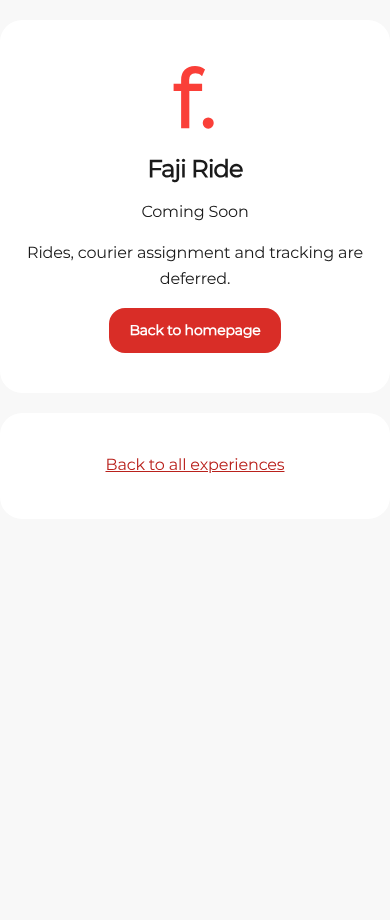 f.
Faji Ride
Coming Soon
Rides, courier assignment and tracking are
deferred.
Back to homepage
Back to all experiences